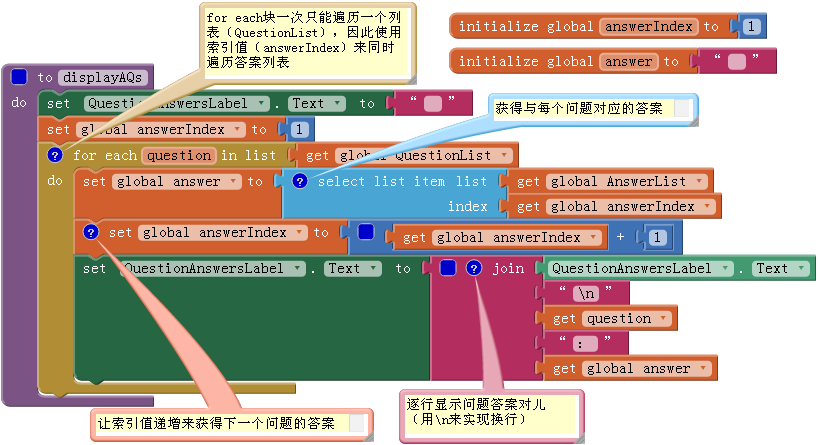 for each块一次只能遍历一个列
表（QuestionList），因此使用
索引值（answerIndex）来同时
遍历答案列表
initialize global answerIndex to 1
initialize global answer to “ ”
to displayAQs
do set QuestionAnswersLabel . Text to “ ”
获得与每个问题对应的答案
set global answerIndex to 1
for each question in list get global QuestionList
do set global answer to select list item list get global AnswerList
index get global answerIndex
set global answerIndex to get global answerIndex + 1
set QuestionAnswersLabel . Text to join QuestionAnswersLabel . Text
“ \n ”
get question
“ ： ”
get global answer
让索引值递增来获得下一个问题的答案
逐行显示问题答案对儿
（用\n来实现换行）